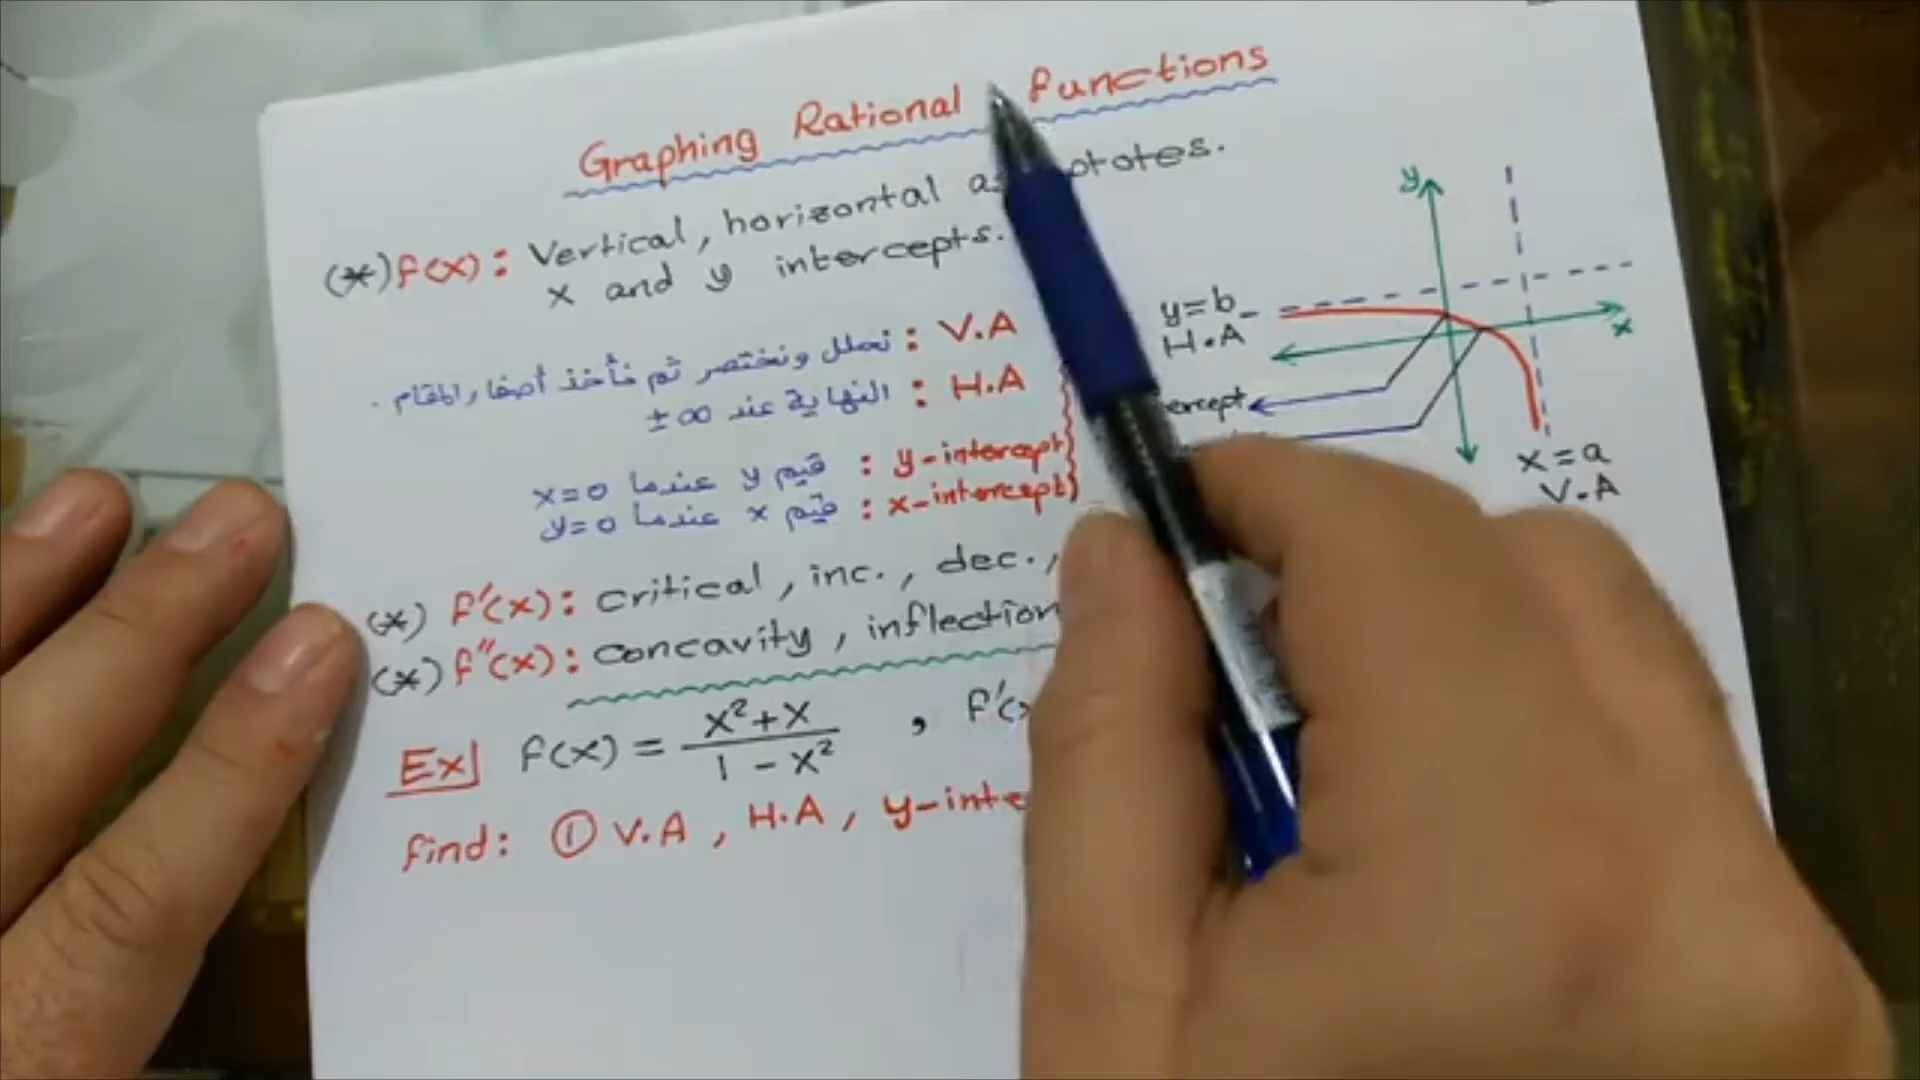 Graphing Rational functions
(*) f(x): Vertical, horizontal
x and y intercepts.
V.A : نحلل ونختصر ثم نأخذ أصفار المقام.
H.A : النهاية عند ±∞
y-intercept : قيم y عندما x=0
x-intercept : قيم x عندما y=0
(*) f'(x): critical, inc., dec.,
(*) f''(x): concavity, inflection
Ex] f(x) = (x²+x)/(1-x²) ,
find: ① V.A, H.A,
y
x
y=b
H.A
x=a
V.A